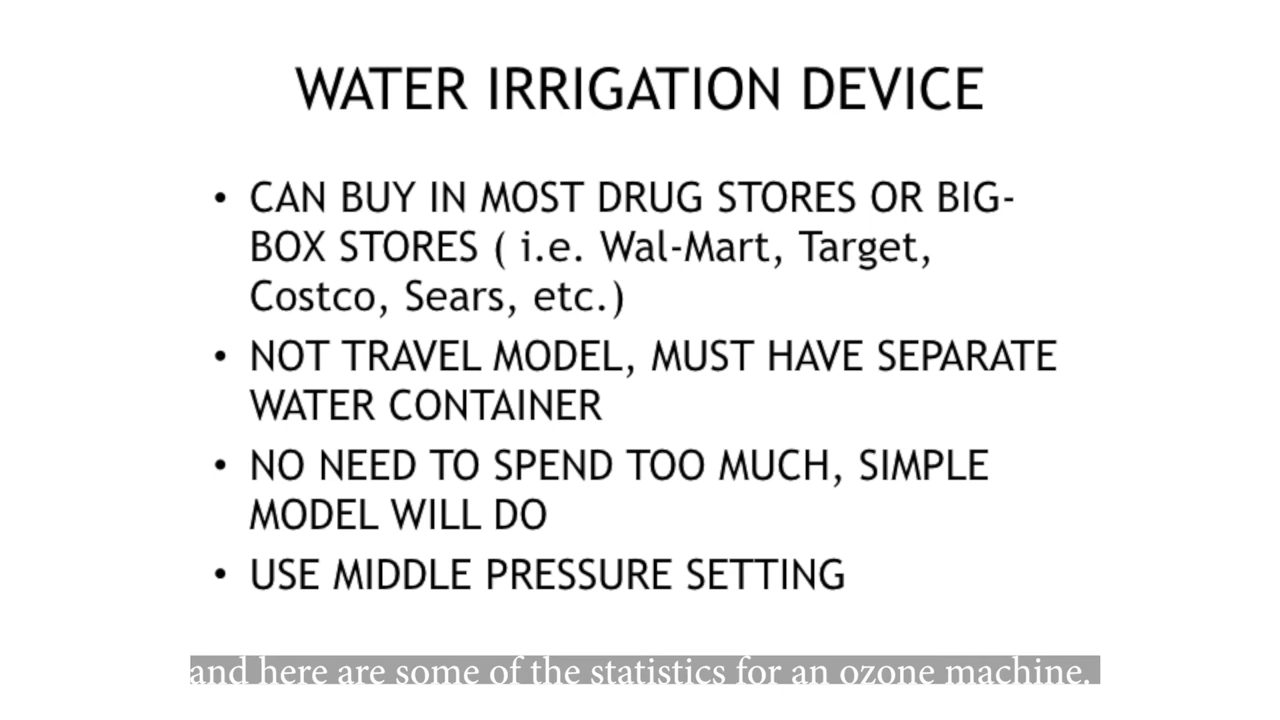 WATER IRRIGATION DEVICE
• CAN BUY IN MOST DRUG STORES OR BIG-
BOX STORES ( i.e. Wal-Mart, Target,
Costco, Sears, etc.)
• NOT TRAVEL MODEL, MUST HAVE SEPARATE
WATER CONTAINER
• NO NEED TO SPEND TOO MUCH, SIMPLE
MODEL WILL DO
• USE MIDDLE PRESSURE SETTING
and here are some of the statistics for an ozone machine.